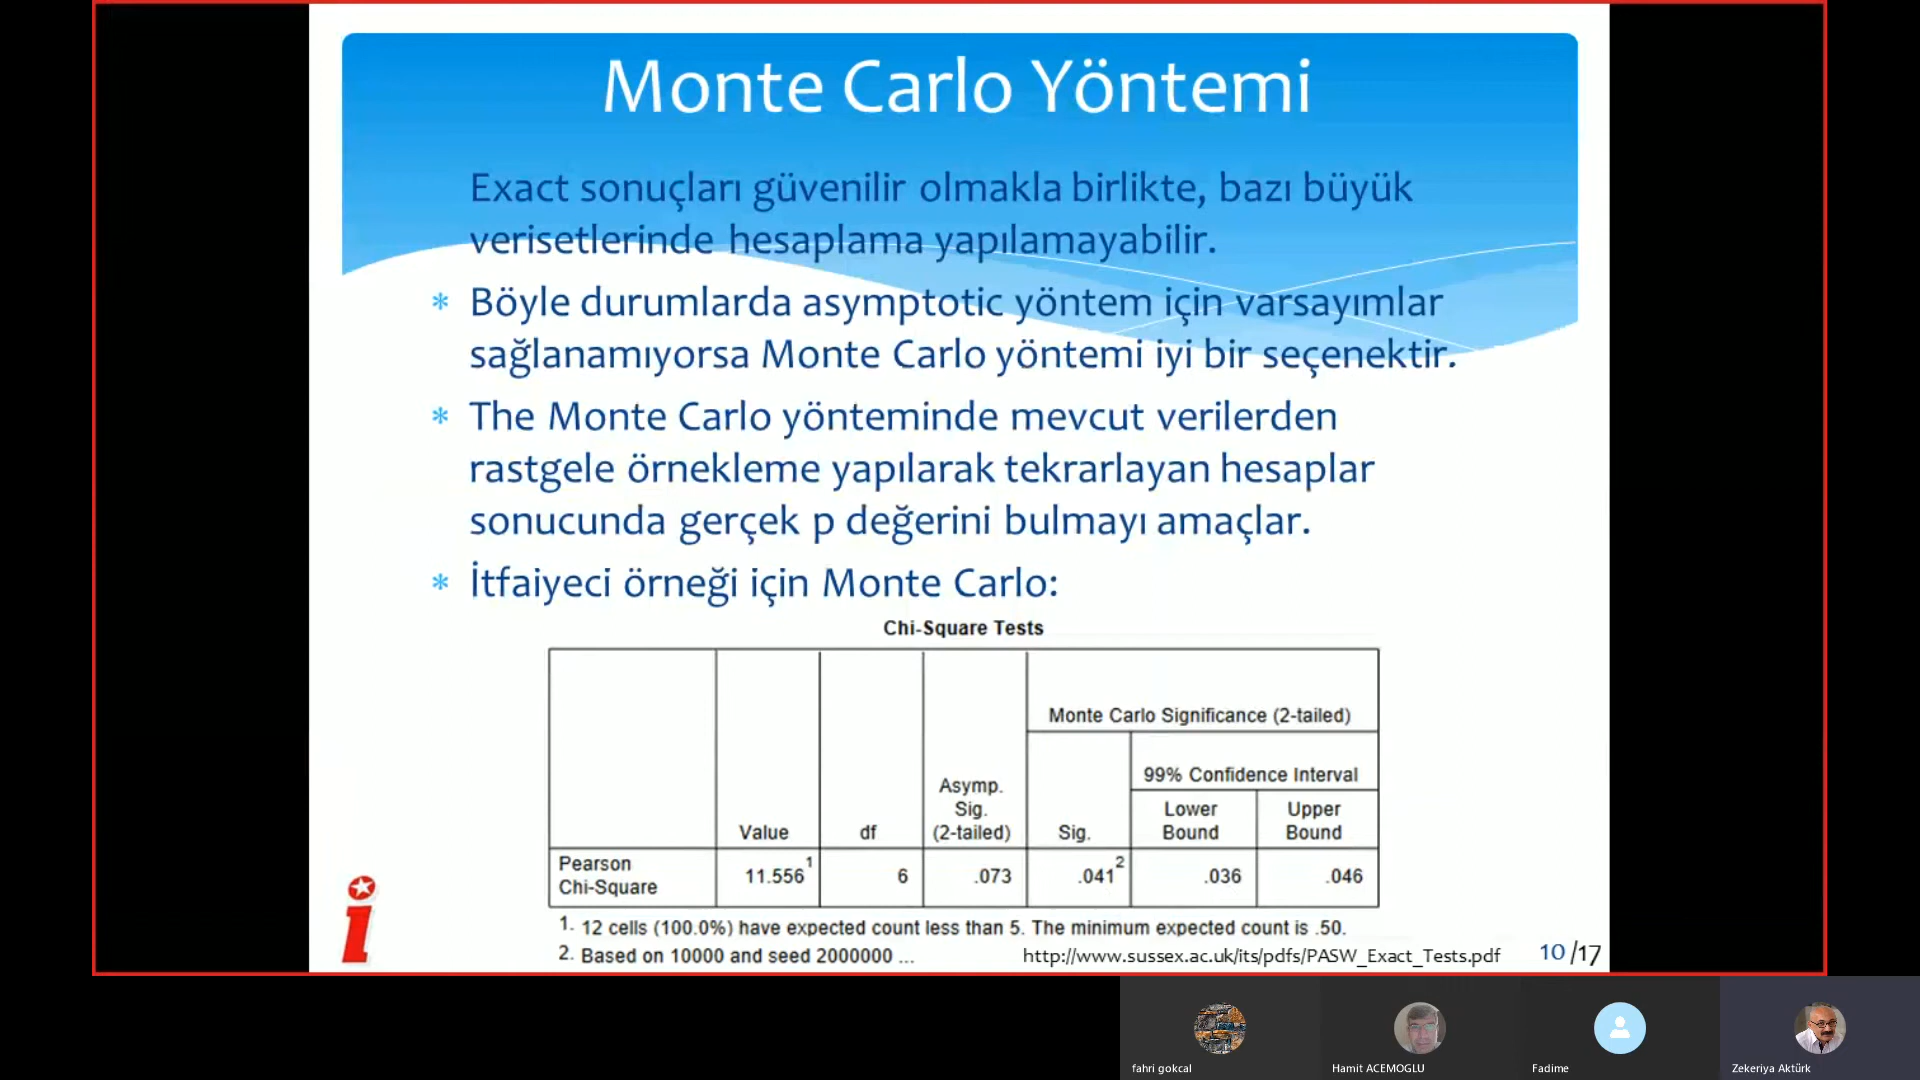 Monte Carlo Yöntemi
Exact sonuçları güvenilir olmakla birlikte, bazı büyük
verisetlerinde hesaplama yapılamayabilir.
* Böyle durumlarda asymptotic yöntem için varsayımlar
sağlanamıyorsa Monte Carlo yöntemi iyi bir seçenektir.
* The Monte Carlo yönteminde mevcut verilerden
rastgele örnekleme yapılarak tekrarlayan hesaplar
sonucunda gerçek p değerini bulmayı amaçlar.
* İtfaiyeci örneği için Monte Carlo:
Chi-Square Tests
Monte Carlo Significance (2-tailed)
99% Confidence Interval
Value df Asymp. Sig. (2-tailed) Sig. Lower Bound Upper Bound
Pearson Chi-Square 11.556¹ 6 .073 .041² .036 .046
1. 12 cells (100.0%) have expected count less than 5. The minimum expected count is .50.
2. Based on 10000 and seed 2000000 ...
http://www.sussex.ac.uk/its/pdfs/PASW_Exact_Tests.pdf
10 /17
fahri gokcal
Hamit ACEMOGLU
Fadime
Zekeriya Aktürk